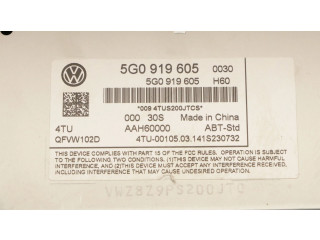 5G0 919 605 0030
5G0 919 605 H60
*009 4TUS200JTCS*
000 30S Made in China
4TU AAH60000 ABT-Std
QFVW102D 4TU-00105.03.141S230732
THIS DEVICE COMPLIES WITH PART 15 OF THE FCC RULES.
OPERATION IS SUBJECT TO THE FOLLOWING TWO
CONDITIONS: (1) THIS DEVICE MAY NOT CAUSE HARMFUL
INTERFERENCE, AND (2) THIS DEVICE MUST ACCEPT ANY
INTERFERENCE RECEIVED, INCLUDING INTERFERENCE THAT
MAY CAUSE UNDESIRED OPERATION.